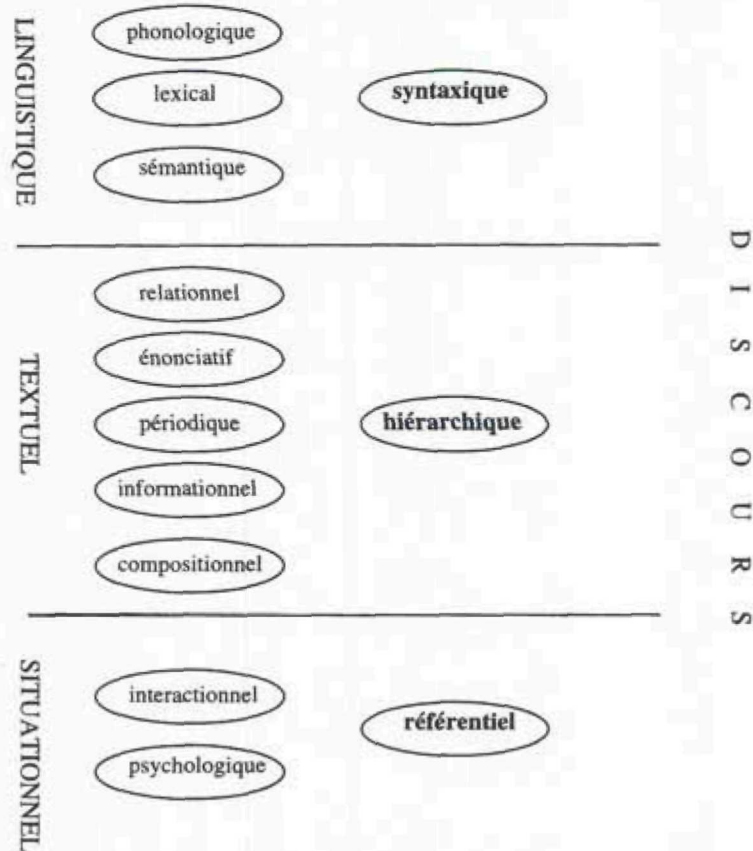 LINGUISTIQUE
phonologique
lexical
syntaxique
sémantique
TEXTUEL
relationnel
énonciatif
périodique
hiérarchique
informationnel
compositionnel
SITUATIONNEL
interactionnel
référentiel
psychologique
DISCOURS